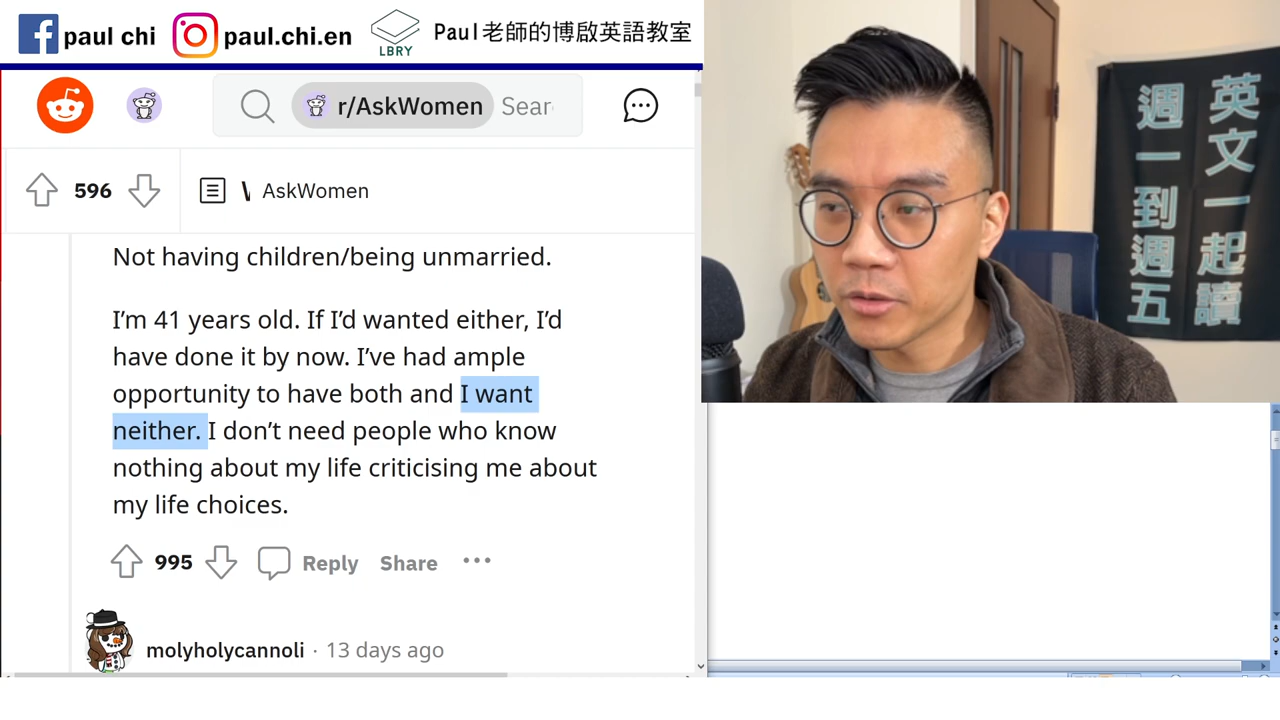 paul chi
paul.chi.en
LBRY
Paul老師的博啟英語教室
r/AskWomen
Sear
596
AskWomen
Not having children/being unmarried.
I’m 41 years old. If I’d wanted either, I’d
have done it by now. I’ve had ample
opportunity to have both and I want
neither. I don’t need people who know
nothing about my life criticising me about
my life choices.
995
Reply
Share
molyholycannoli · 13 days ago
英文一起讀
週一到週五